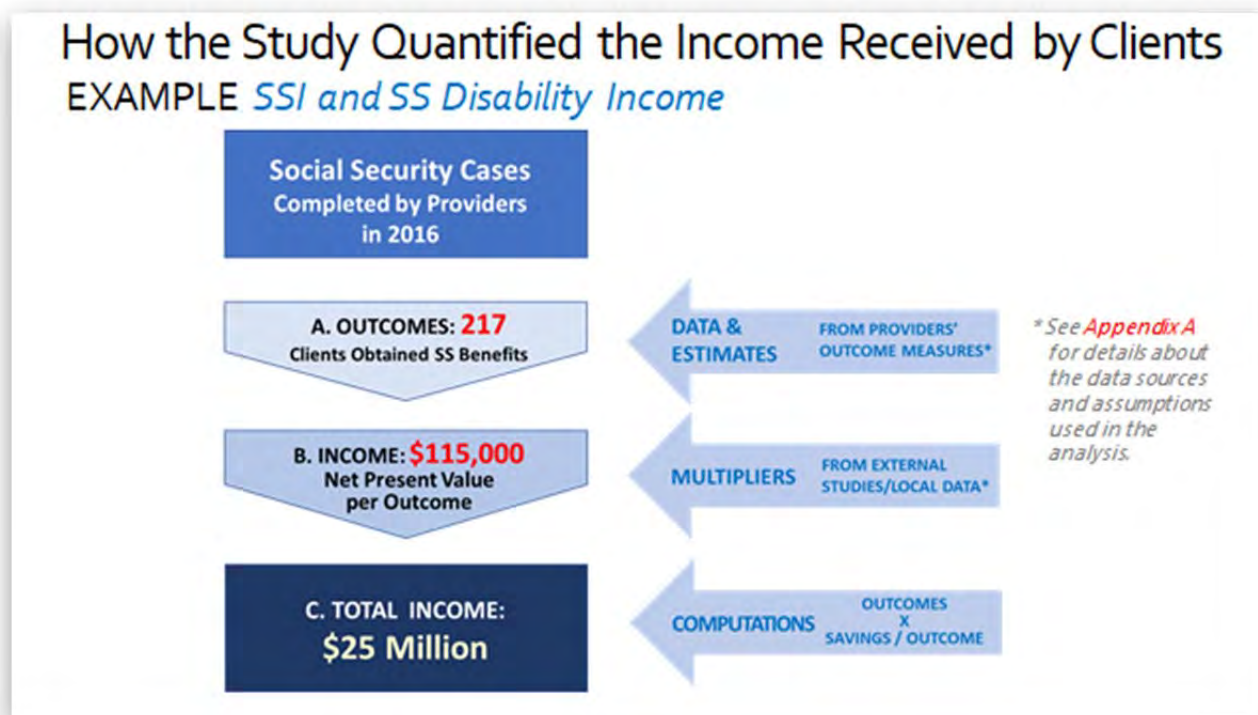 How the Study Quantified the Income Received by Clients
EXAMPLE SSI and SS Disability Income
Social Security Cases
Completed by Providers
in 2016
A. OUTCOMES: 217
Clients Obtained SS Benefits
DATA &
ESTIMATES
FROM PROVIDERS'
OUTCOME MEASURES*
* See Appendix A
for details about
the data sources
and assumptions
used in the
analysis.
B. INCOME: $115,000
Net Present Value
per Outcome
MULTIPLIERS
FROM EXTERNAL
STUDIES/LOCAL DATA*
C. TOTAL INCOME:
$25 Million
COMPUTATIONS
OUTCOMES
X
SAVINGS / OUTCOME